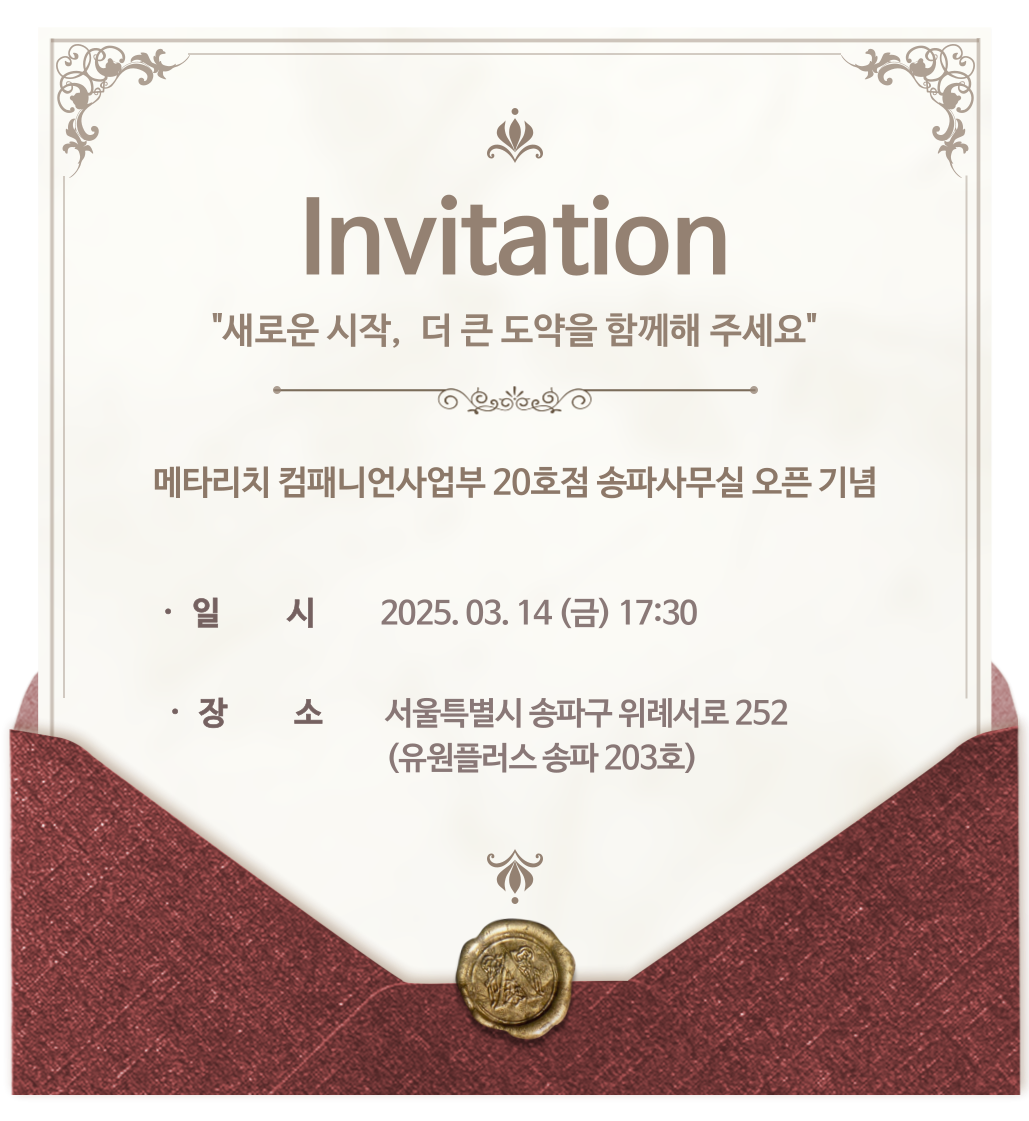 Invitation
"새로운 시작, 더 큰 도약을 함께해 주세요"
메타리치 컴패니언사업부 20호점 송파사무실 오픈 기념
· 일 시 2025. 03. 14 (금) 17:30
· 장 소 서울특별시 송파구 위례서로 252
(유원플러스 송파 203호)